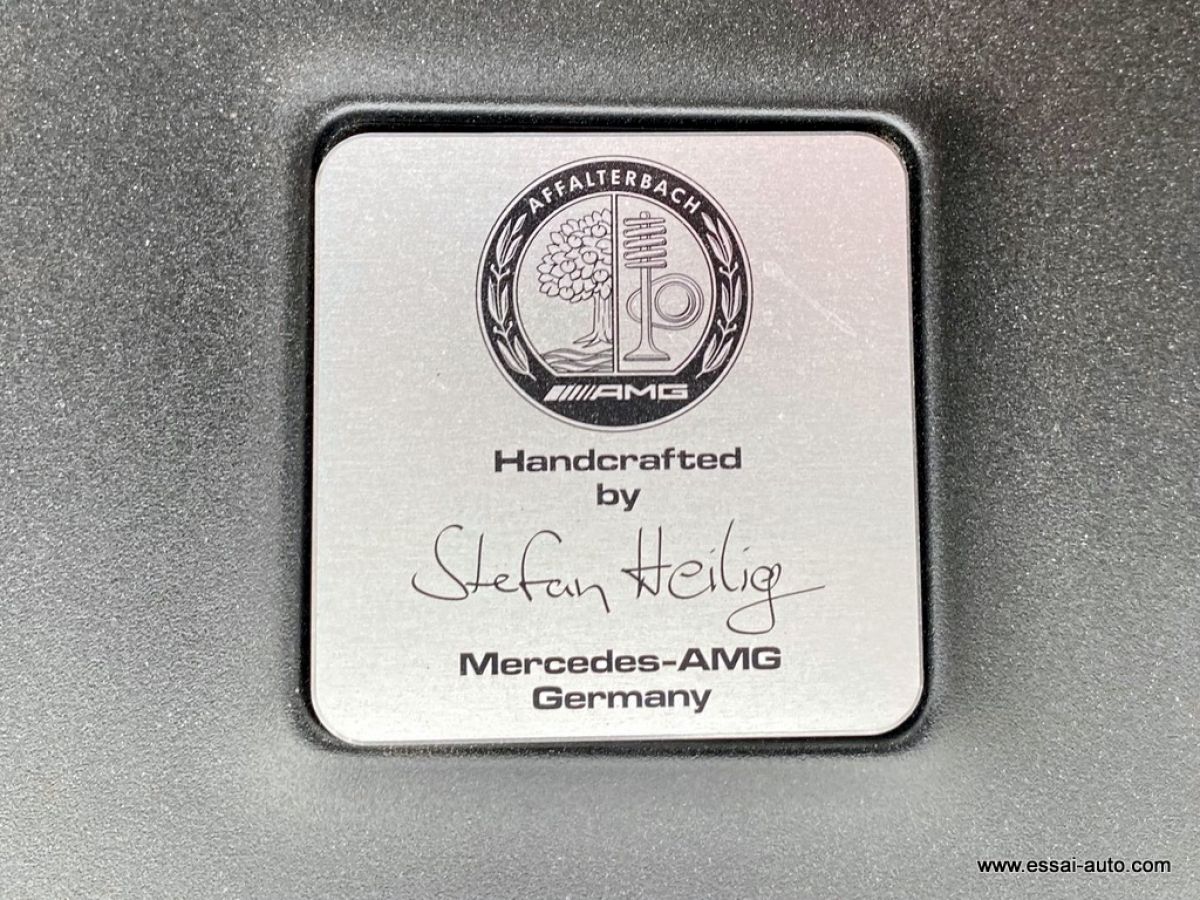 AFFALTERBACH
AMG
Handcrafted
by
Stefan Heilig
Mercedes-AMG
Germany
www.essai-auto.com